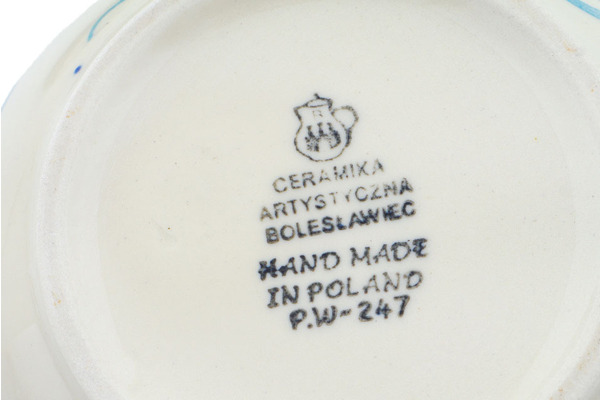 CERAMIKA
ARTYSTYCZNA
BOLESŁAWIEC
HAND MADE
IN POLAND
P.W-247